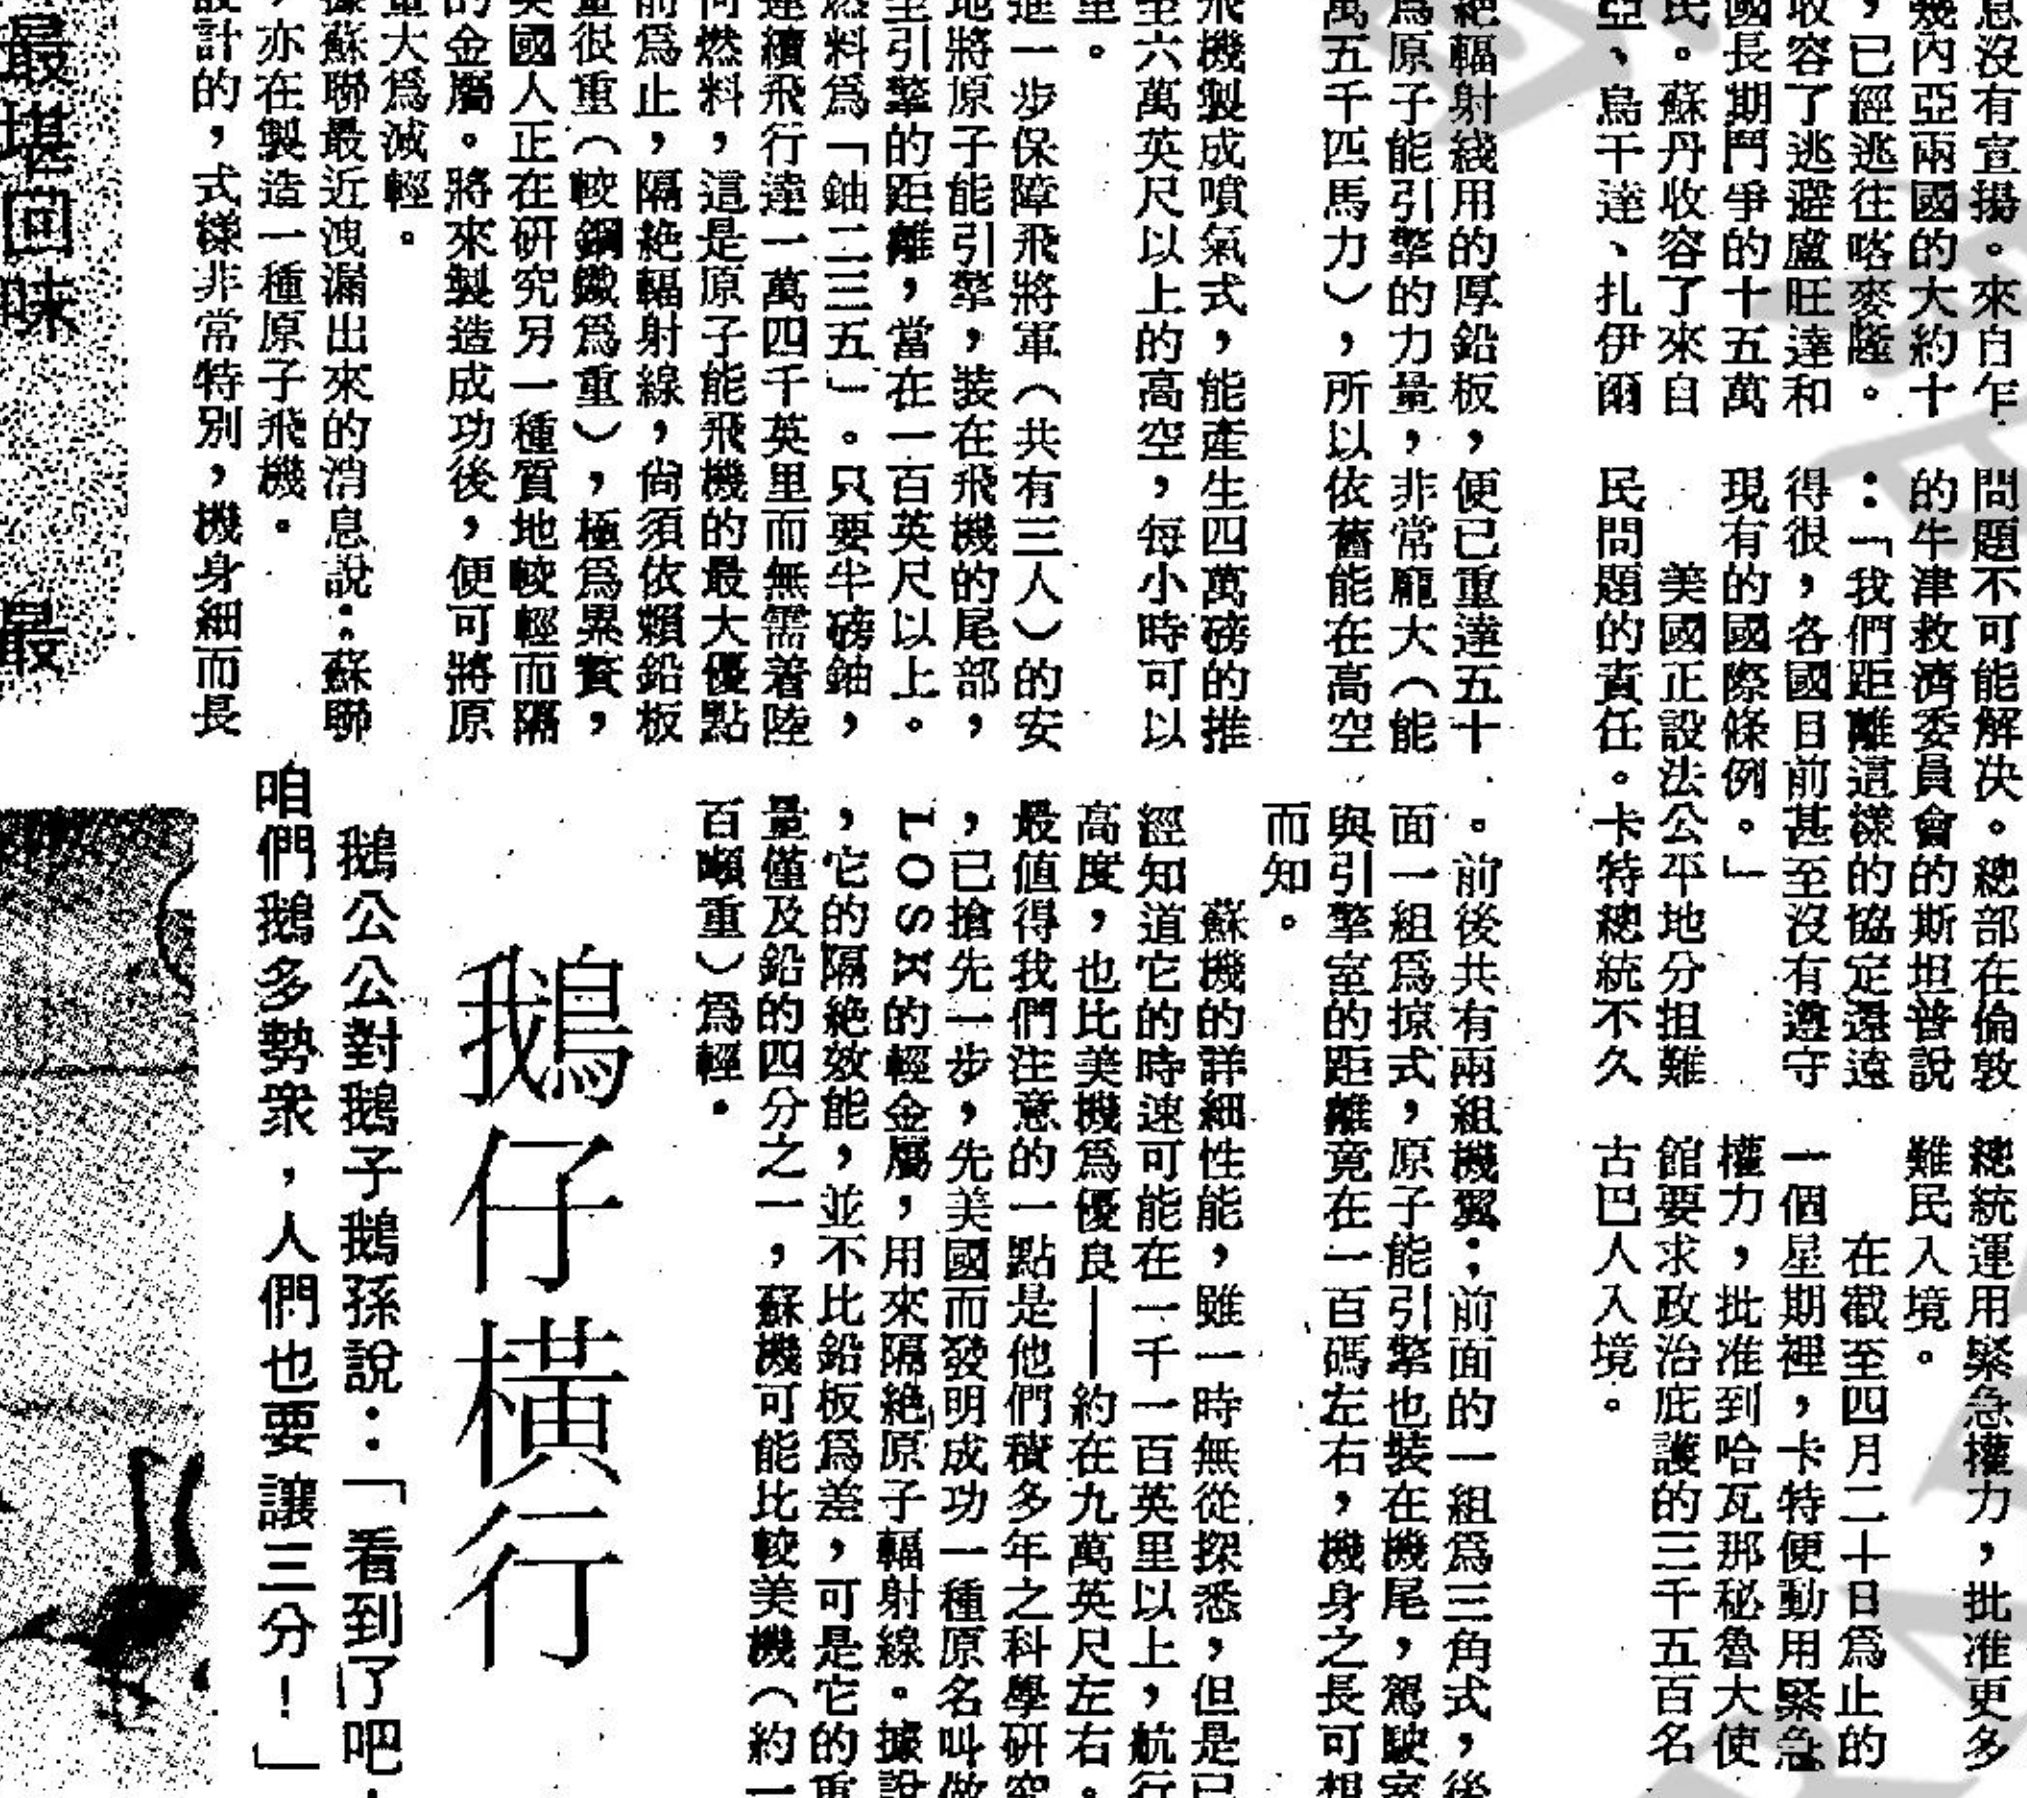 息沒有宣揚。來自乍
幾內亞兩國的大約十
，已經逃往喀麥隆。
收容了逃避盧旺達和
國長期鬥爭的十五萬
民。蘇丹收容了來自
亞、烏干達、扎伊爾
問題不可能解決。總部在倫敦
的牛津救濟委員會的斯坦普說
：「我們距離這樣的協定還遠
得很，各國目前甚至沒有遵守
現有的國際條例。」
美國正設法公平地分担難
民問題的責任。卡特總統不久
總統運用緊急權力，批准更多
難民入境。
在截至四月二十日爲止的
一個星期裡，卡特便動用緊急
權力，批准到哈瓦那秘魯大使
館要求政治庇護的三千五百名
古巴人入境。
絕輻射綫用的厚鉛板，便已重達五十
爲原子能引擎的力量，非常龐大（能
萬五千匹馬力），所以依舊能在高空
飛機製成噴氣式，能產生四萬磅的推
至六萬英尺以上的高空，每小時可以
重。
進一步保障飛將軍（共有三人）的安
地將原子能引擎，裝在飛機的尾部，
至引擎的距離，當在一百英尺以上。
燃料爲「鈾二三五」。只要半磅鈾，
連續飛行達一萬四千英里而無需着陸
何燃料，這是原子能飛機的最大優點
前爲止，隔絕輻射線，尙須依賴鉛板
量很重（較鋼鐵爲重），極爲累贅，
美國人正在研究另一種質地較輕而隔
的金屬。將來製造成功後，便可將原
量大爲減輕。
據蘇聯最近洩漏出來的消息說：蘇聯
，亦在製造一種原子飛機。
設計的，式樣非常特別，機身細而長
。前後共有兩組機翼；前面的一組爲三角式，後
面一組爲掠式，原子能引擎也裝在機尾，駕駛室
與引擎室的距離竟在一百碼左右，機身之長可想
而知。
蘇機的詳細性能，雖一時無從探悉，但是已
經知道它的時速可能在一千一百英里以上，航行
高度，也比美機爲優良——約在九萬英尺左右。
最值得我們注意的一點是他們積多年之科學研究
，已搶先一步，先美國而發明成功一種原名叫做
LOSK的輕金屬，用來隔絕原子輻射線。據說
，它的隔絕效能，並不比鉛板爲差，可是它的重
量僅及鉛的四分之一，蘇機可能比較美機（約一
百噸重）爲輕．
鵝仔橫行
鵝公公對鵝子鵝孫說：「看到了吧．
咱們鵝多勢衆，人們也要讓三分！」
最堪回味
最